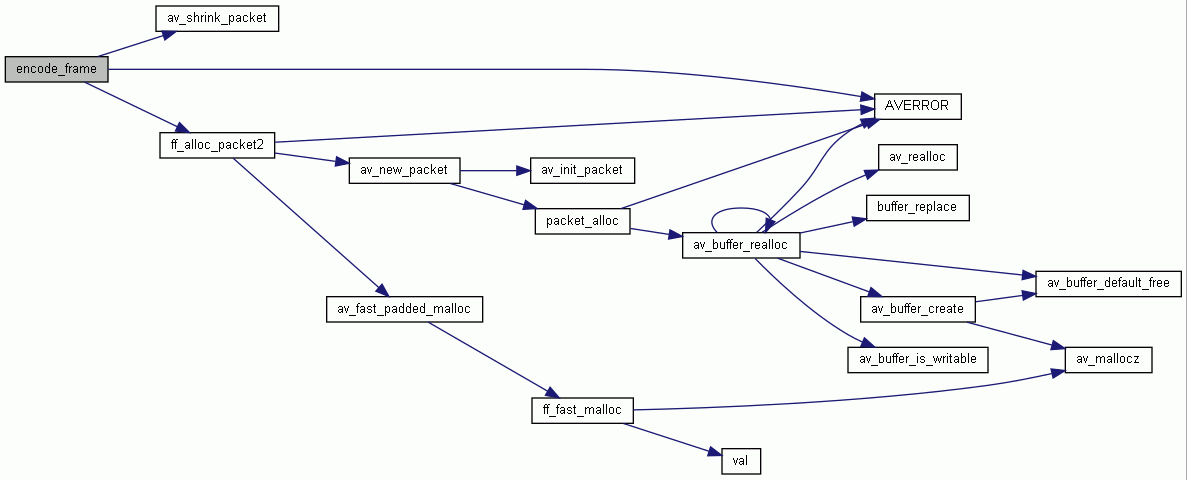 av_shrink_packet
encode_frame
AVERROR
ff_alloc_packet2
av_realloc
av_new_packet
av_init_packet
buffer_replace
packet_alloc
av_buffer_realloc
av_buffer_default_free
av_fast_padded_malloc
av_buffer_create
av_buffer_is_writable
av_mallocz
ff_fast_malloc
val